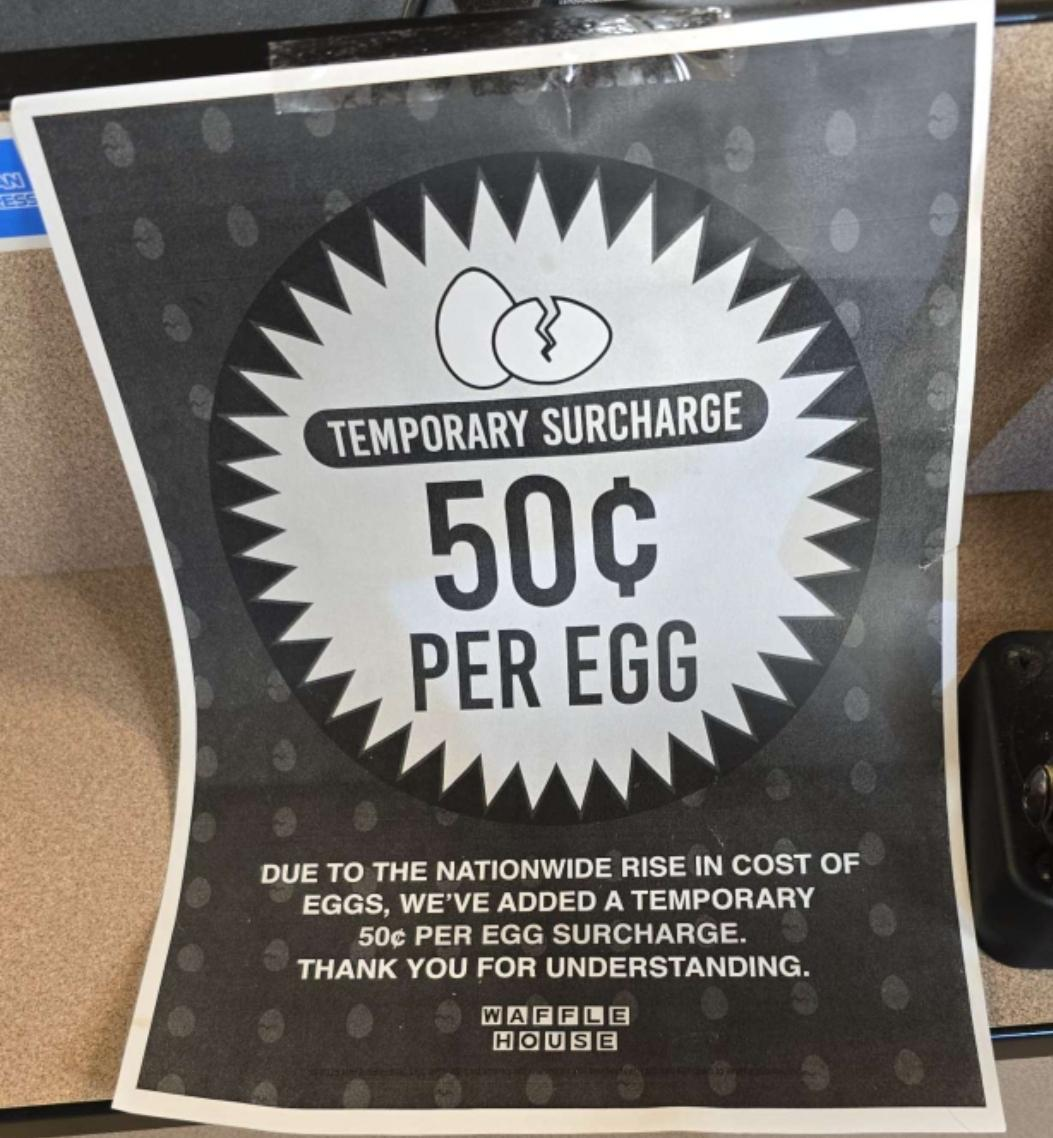 TEMPORARY SURCHARGE
50¢
PER EGG
DUE TO THE NATIONWIDE RISE IN COST OF
EGGS, WE'VE ADDED A TEMPORARY
50¢ PER EGG SURCHARGE.
THANK YOU FOR UNDERSTANDING.
WAFFLE
HOUSE